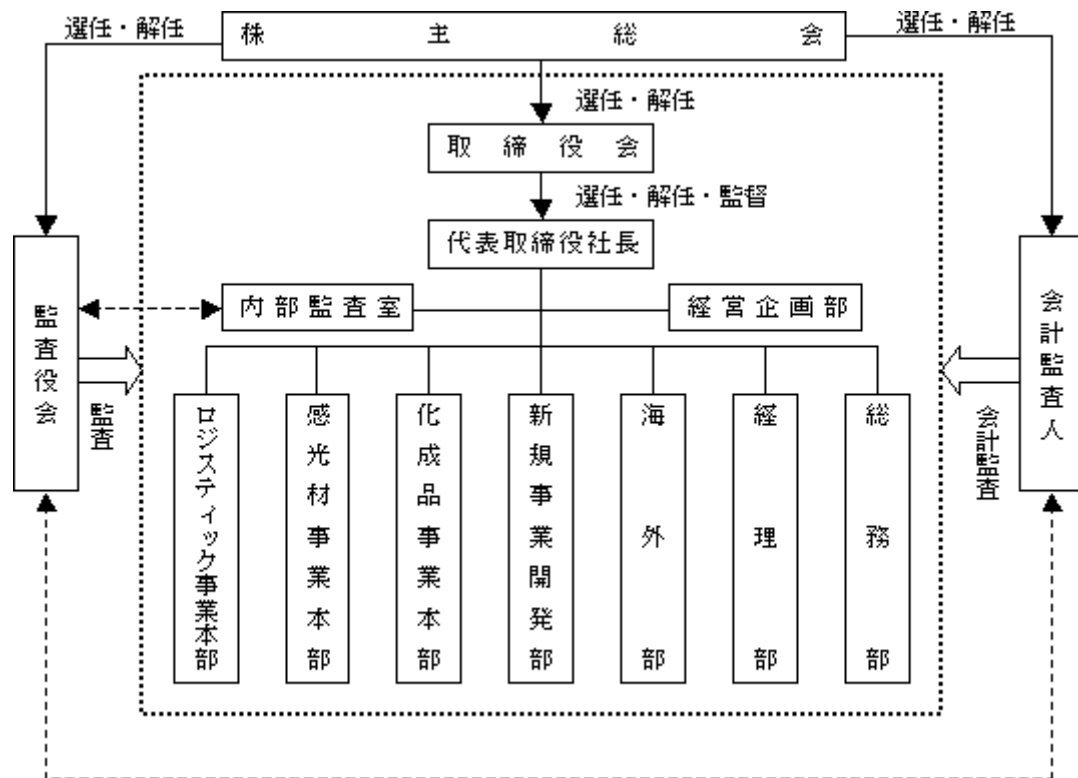 選任・解任
株主総会
選任・解任
選任・解任
取締役会
選任・解任・監督
代表取締役社長
内部監査室
経営企画部
監査役会
監査
会計監査人
会計監査
ロジスティック事業本部
感光材事業本部
化成品事業本部
新規事業開発部
海外部
経理部
総務部